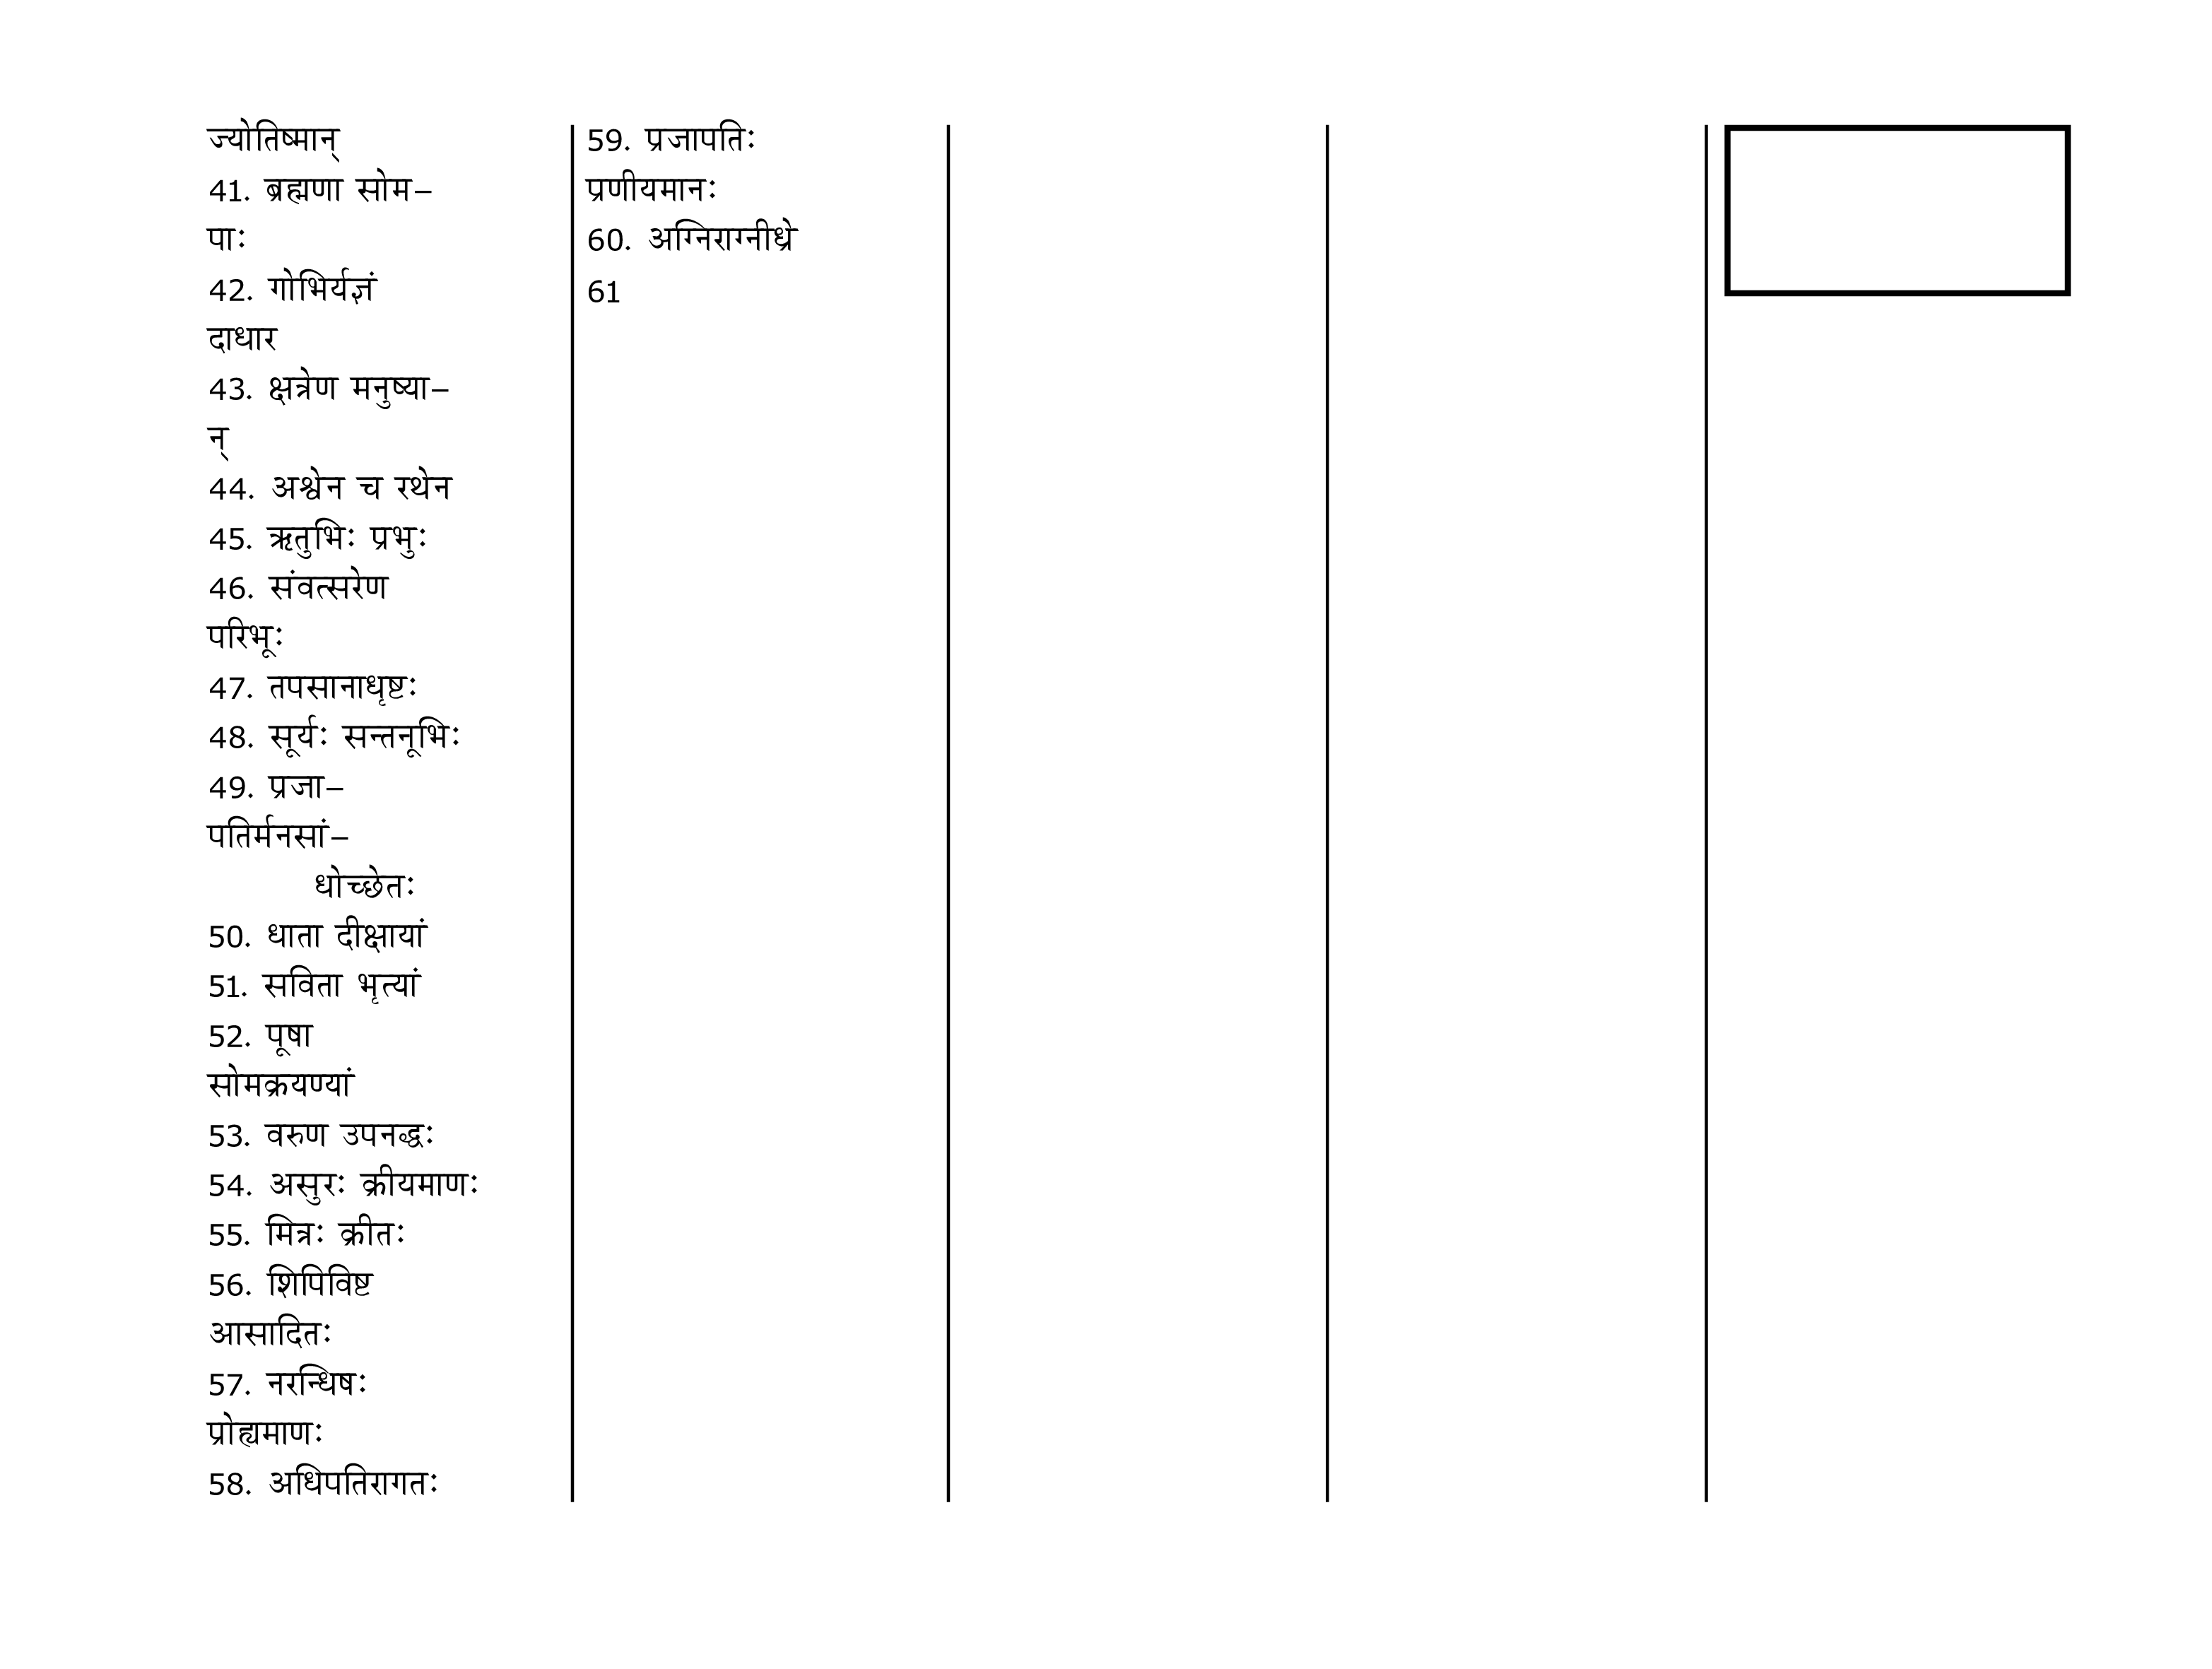 ज्योतिष्मान्
41. ब्रह्मणा सोम–
पाः
42. गोभिर्यज्ञं
दाधार
43. क्षत्रेण मनुष्या–
न्
44. अश्वेन च रथेन
45. ऋतुभिः प्रभुः
46. संवत्सरेण
परिभूः
47. तपसानाधृष्टः
48. सूर्यः सन्तनूभिः
49. प्रजा–
पतिर्मनसां–
धोच्छेतः
50. धाता दीक्षायां
51. सविता भृत्यां
52. पूषा
सोमक्रयण्यां
53. वरुण उपनद्धः
54. असुरः क्रीयमाणः
55. मित्रः क्रीतः
56. शिपिविष्ट
आसादितः
57. नरन्धिषः
प्रोह्यमाणः
58. अधिपतिरागतः
59. प्रजापतिः
प्रणीयमानः
60. अग्निराग्नीध्रे
61